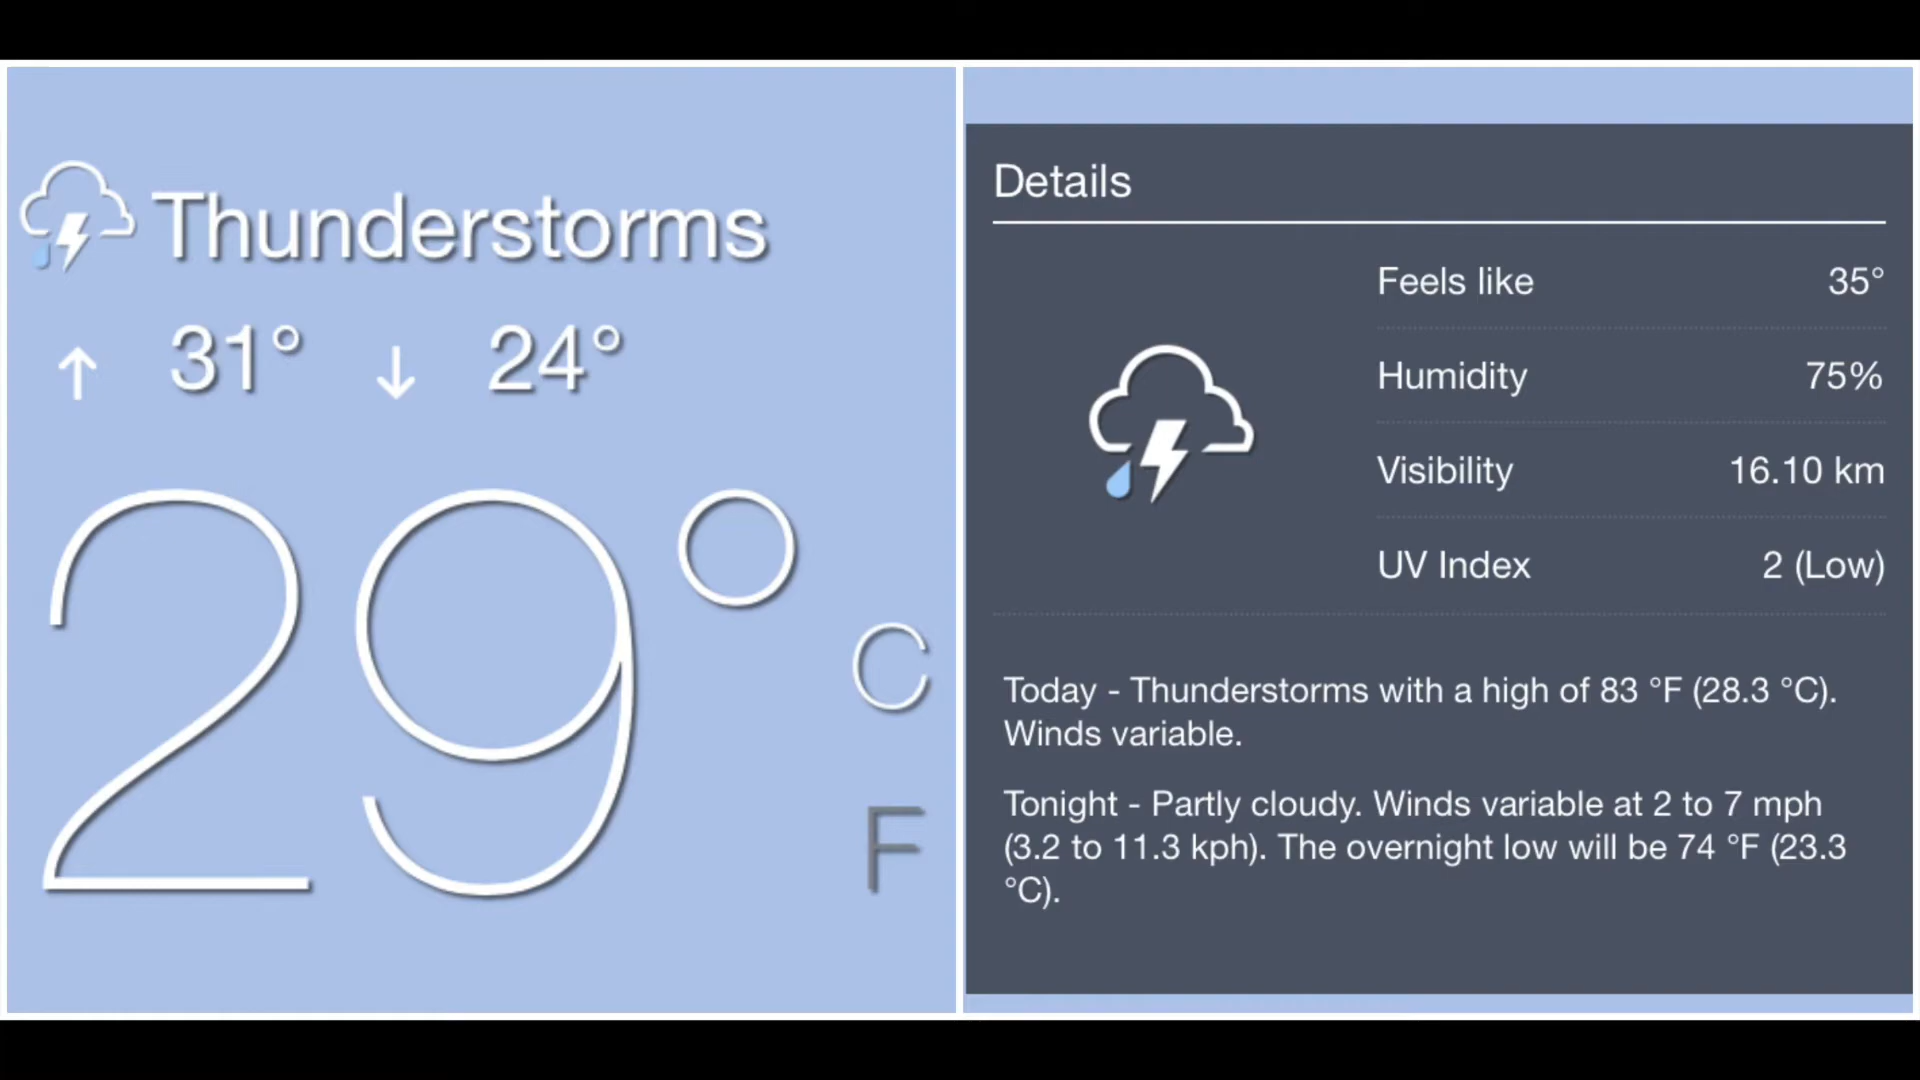 Thunderstorms
↑ 31° ↓ 24°
29°
C
F
Details
Feels like 35°
Humidity 75%
Visibility 16.10 km
UV Index 2 (Low)
Today - Thunderstorms with a high of 83 °F (28.3 °C).
Winds variable.
Tonight - Partly cloudy. Winds variable at 2 to 7 mph
(3.2 to 11.3 kph). The overnight low will be 74 °F (23.3
°C).